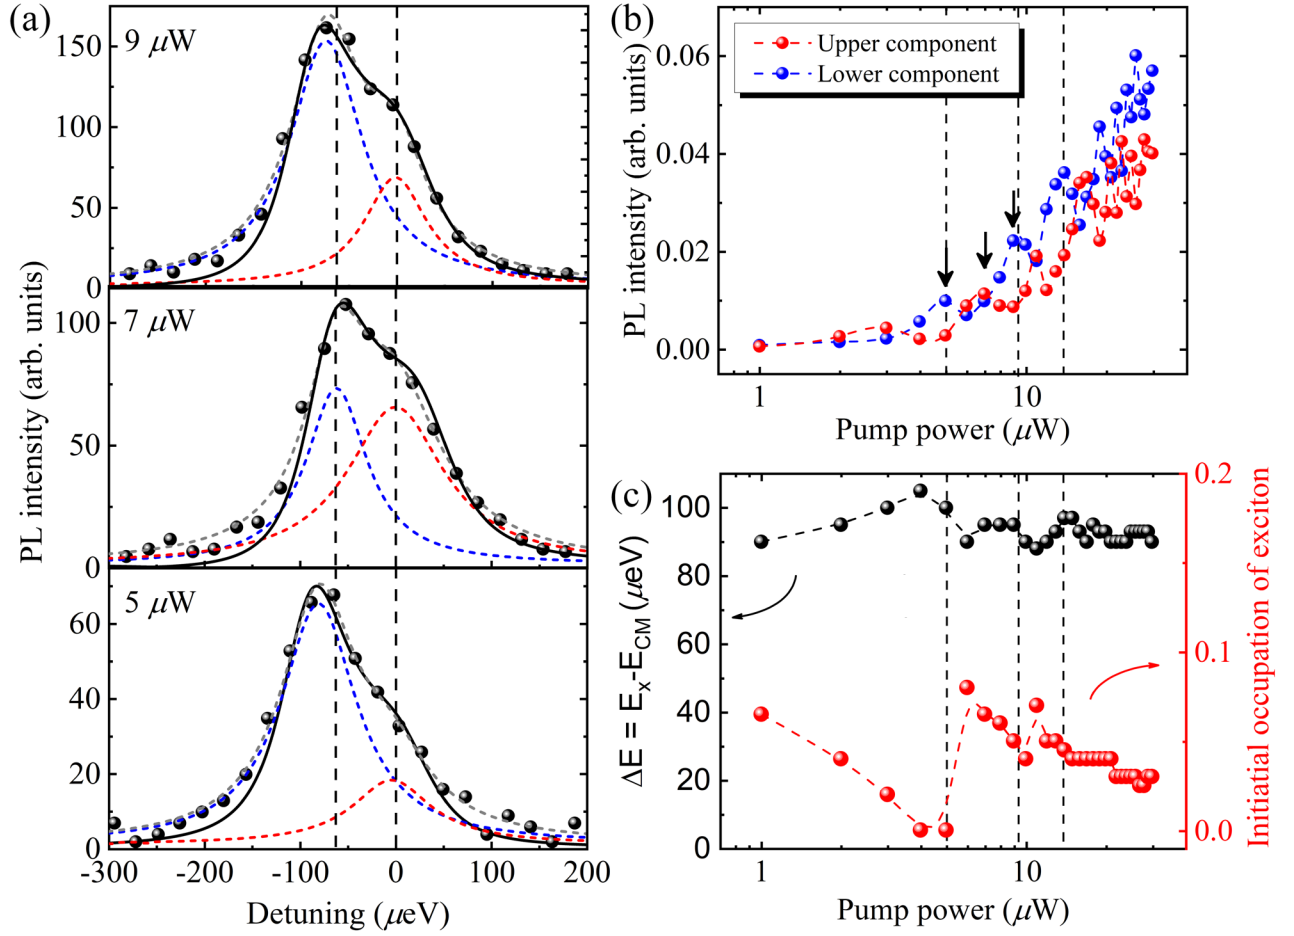 (a)
9 μW
150
100
50
0
7 μW
100
50
0
5 μW
60
40
20
0
-300
-200
-100
0
100
200
PL intensity (arb. units)
Detuning (μeV)
(b)
Upper component
Lower component
0.06
0.04
0.02
0.00
PL intensity (arb. units)
1
10
Pump power (μW)
(c)
100
80
60
40
20
0
ΔE = Ex-ECM (μeV)
0.2
0.1
0.0
Initiatial occupation of exciton
1
10
Pump power (μW)